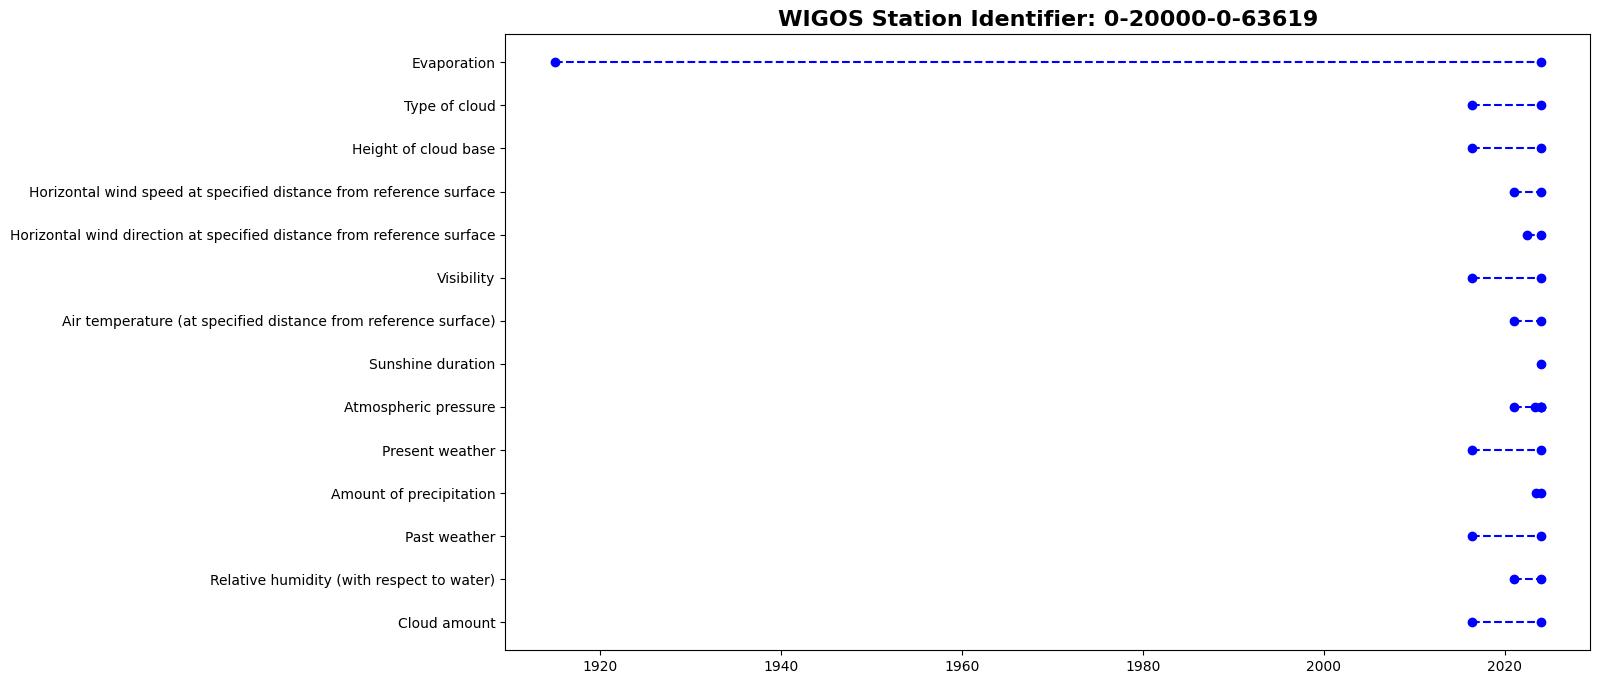 WIGOS Station Identifier: 0-20000-0-63619
Evaporation
Type of cloud
Height of cloud base
Horizontal wind speed at specified distance from reference surface
Horizontal wind direction at specified distance from reference surface
Visibility
Air temperature (at specified distance from reference surface)
Sunshine duration
Atmospheric pressure
Present weather
Amount of precipitation
Past weather
Relative humidity (with respect to water)
Cloud amount
1920 1940 1960 1980 2000 2020